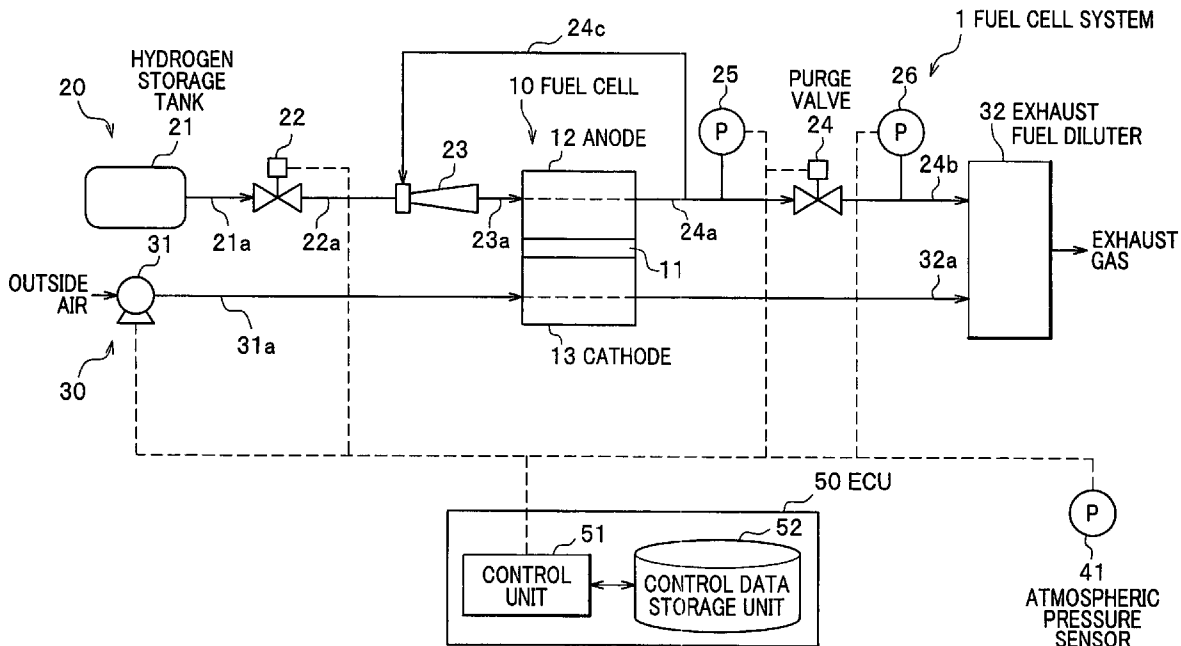 1 FUEL CELL SYSTEM
24c
HYDROGEN
STORAGE
TANK
21
20
22
10 FUEL CELL
12 ANODE
23
25
P
PURGE
VALVE
24
26
P
32 EXHAUST
FUEL DILUTER
21a
22a
23a
24a
24b
11
31
OUTSIDE
AIR
31a
30
13 CATHODE
32a
EXHAUST
GAS
50 ECU
51
CONTROL
UNIT
52
CONTROL DATA
STORAGE UNIT
P
41
ATMOSPHERIC
PRESSURE
SENSOR